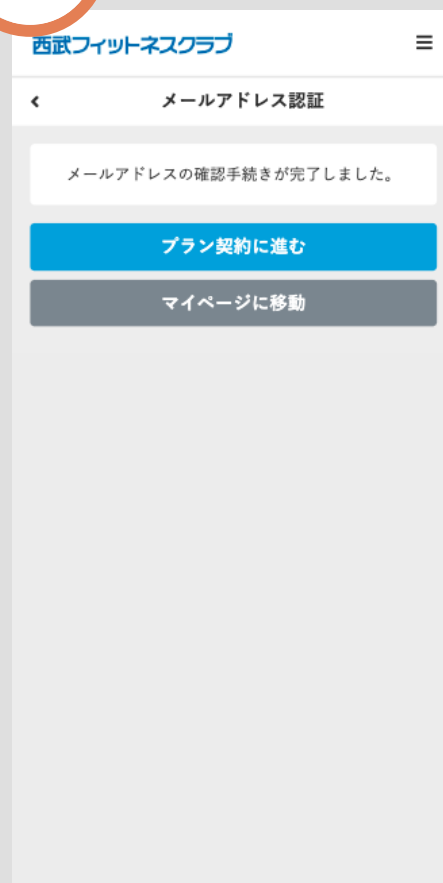 西武フィットネスクラブ
メールアドレス認証
メールアドレスの確認手続きが完了しました。
プラン契約に進む
マイページに移動